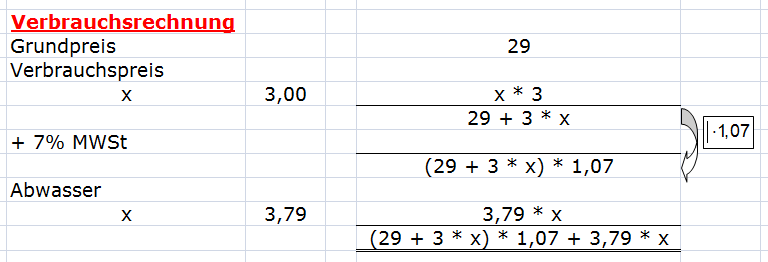 Verbrauchsrechnung
Grundpreis 29
Verbrauchspreis
x 3,00 x * 3
29 + 3 * x
|·1,07
+ 7% MWSt
(29 + 3 * x) * 1,07
Abwasser
x 3,79 3,79 * x
(29 + 3 * x) * 1,07 + 3,79 * x